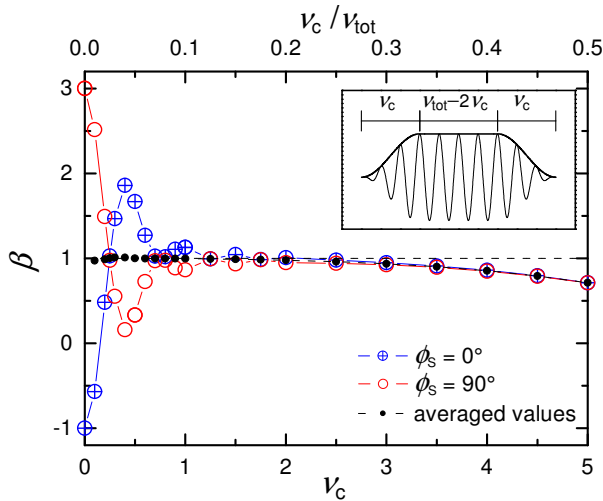 ν_c / ν_tot
0.0 0.1 0.2 0.3 0.4 0.5
3
2
1
0
-1
β
ν_c ν_tot−2ν_c ν_c
ϕ_S = 0°
ϕ_S = 90°
averaged values
0 1 2 3 4 5
ν_c